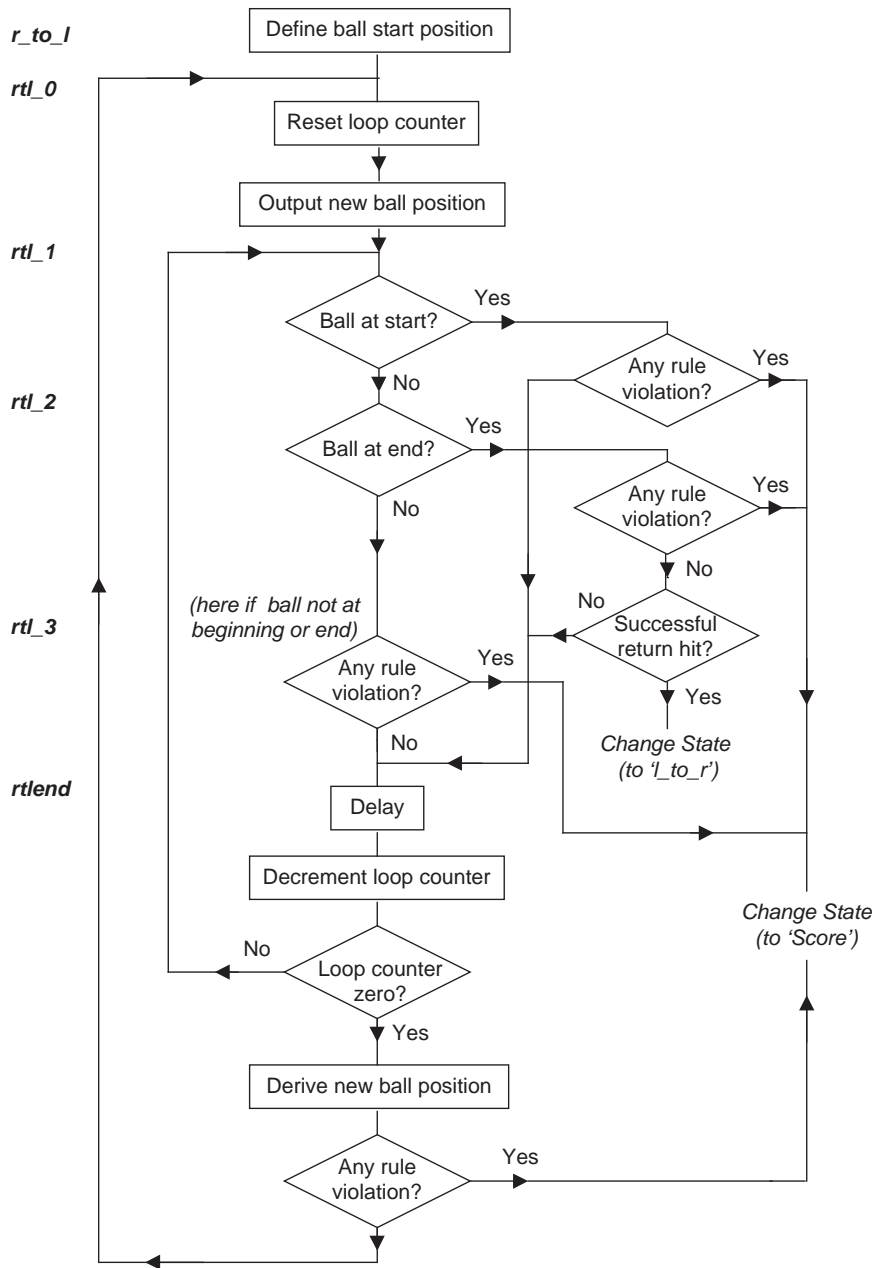 r_to_l
Define ball start position
rtl_0
Reset loop counter
Output new ball position
rtl_1
Ball at start?
Yes
Any rule
violation?
Yes
No
rtl_2
Ball at end?
Yes
Any rule
violation?
Yes
No
No
(here if ball not at
beginning or end)
rtl_3
No
Successful
return hit?
Yes
Any rule
violation?
Yes
No
Change State
(to ‘l_to_r’)
rtlend
Delay
Decrement loop counter
Change State
(to ‘Score’)
No
Loop counter
zero?
Yes
Derive new ball position
Any rule
violation?
Yes